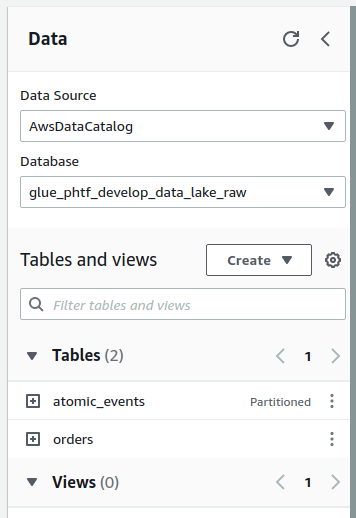 Data
Data Source
AwsDataCatalog
Database
glue_phtf_develop_data_lake_raw
Tables and views
Create
Filter tables and views
Tables (2)
1
atomic_events
Partitioned
orders
Views (0)
1